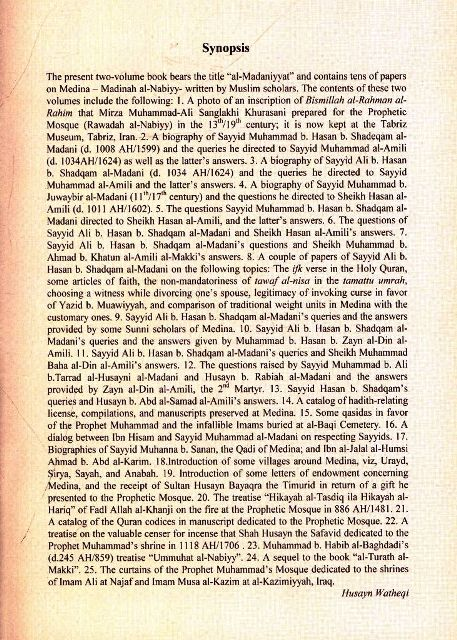 Synopsis
The present two-volume book bears the title "al-Madaniyyat" and contains tens of papers
on Medina – Madinah al-Nabiyy- written by Muslim scholars. The contents of these two
volumes include the following: 1. A photo of an inscription of Bismillah al-Rahman al-
Rahim that Mirza Muhammad-Ali Sanglakhi Khurasani prepared for the Prophetic
Mosque (Rawadah al-Nabiyy) in the 13th/19th century; it is now kept at the Tabriz
Museum, Tabriz, Iran. 2. A biography of Sayyid Muhammad b. Hasan b. Shadeqam al-
Madani (d. 1008 AH/1599) and the queries he directed to Sayyid Muhammad al-Amili
(d. 1034AH/1624) as well as the latter's answers. 3. A biography of Sayyid Ali b. Hasan
b. Shadqam al-Madani (d. 1034 AH/1624) and the queries he directed to Sayyid
Muhammad al-Amili and the latter's answers. 4. A biography of Sayyid Muhammad b.
Juwaybir al-Madani (11th/17th century) and the questions he directed to Sheikh Hasan al-
Amili (d. 1011 AH/1602). 5. The questions Sayyid Muhammad b. Hasan b. Shadqam al-
Madani directed to Sheikh Hasan al-Amili, and the latter's answers. 6. The questions of
Sayyid Ali b. Hasan b. Shadqam al-Madani and Sheikh Hasan al-Amili's answers. 7.
Sayyid Ali b. Hasan b. Shadqam al-Madani's questions and Sheikh Muhammad b.
Ahmad b. Khatun al-Amili al-Makki's answers. 8. A couple of papers of Sayyid Ali b.
Hasan b. Shadqam al-Madani on the following topics: The ifk verse in the Holy Quran,
some articles of faith, the non-mandatoriness of tawaf al-nisa in the tamattu umrah,
choosing a witness while divorcing one's spouse, legitimacy of invoking curse in favor
of Yazid b. Muawiyyah, and comparison of traditional weight units in Medina with the
customary ones. 9. Sayyid Ali b. Hasan b. Shadqam al-Madani's queries and the answers
provided by some Sunni scholars of Medina. 10. Sayyid Ali b. Hasan b. Shadqam al-
Madani's queries and the answers given by Muhammad b. Hasan b. Zayn al-Din al-
Amili. 11. Sayyid Ali b. Hasan b. Shadqam al-Madani's queries and Sheikh Muhammad
Baha al-Din al-Amili's answers. 12. The questions raised by Sayyid Muhammad b. Ali
b.Tarrad al-Husayni al-Madani and Husayn b. Rabiah al-Madani and the answers
provided by Zayn al-Din al-Amili, the 2nd Martyr. 13. Sayyid Hasan b. Shadqam's
queries and Husayn b. Abd al-Samad al-Amili's answers. 14. A catalog of hadith-relating
license, compilations, and manuscripts preserved at Medina. 15. Some qasidas in favor
of the Prophet Muhammad and the infallible Imams buried at al-Baqi Cemetery. 16. A
dialog between Ibn Hisam and Sayyid Muhammad al-Madani on respecting Sayyids. 17.
Biographies of Sayyid Muhanna b. Sanan, the Qadi of Medina; and Ibn al-Jalal al-Humsi
Ahmad b. Abd al-Karim. 18.Introduction of some villages around Medina, viz, Urayd,
Sirya, Sayah, and Anabah. 19. Introduction of some letters of endowment concerning
Medina, and the receipt of Sultan Husayn Bayaqra the Timurid in return of a gift he
presented to the Prophetic Mosque. 20. The treatise "Hikayah al-Tasdiq ila Hikayah al-
Hariq" of Fadl Allah al-Khanji on the fire at the Prophetic Mosque in 886 AH/1481. 21.
A catalog of the Quran codices in manuscript dedicated to the Prophetic Mosque. 22. A
treatise on the valuable censer for incense that Shah Husayn the Safavid dedicated to the
Prophet Muhammad's shrine in 1118 AH/1706 . 23. Muhammad b. Habib al-Baghdadi's
(d.245 AH/859) treatise "Ummuhat al-Nabiyy". 24. A sequel to the book "al-Turath al-
Makki". 25. The curtains of the Prophet Muhammad's Mosque dedicated to the shrines
of Imam Ali at Najaf and Imam Musa al-Kazim at al-Kazimiyyah, Iraq.
Husayn Watheqi